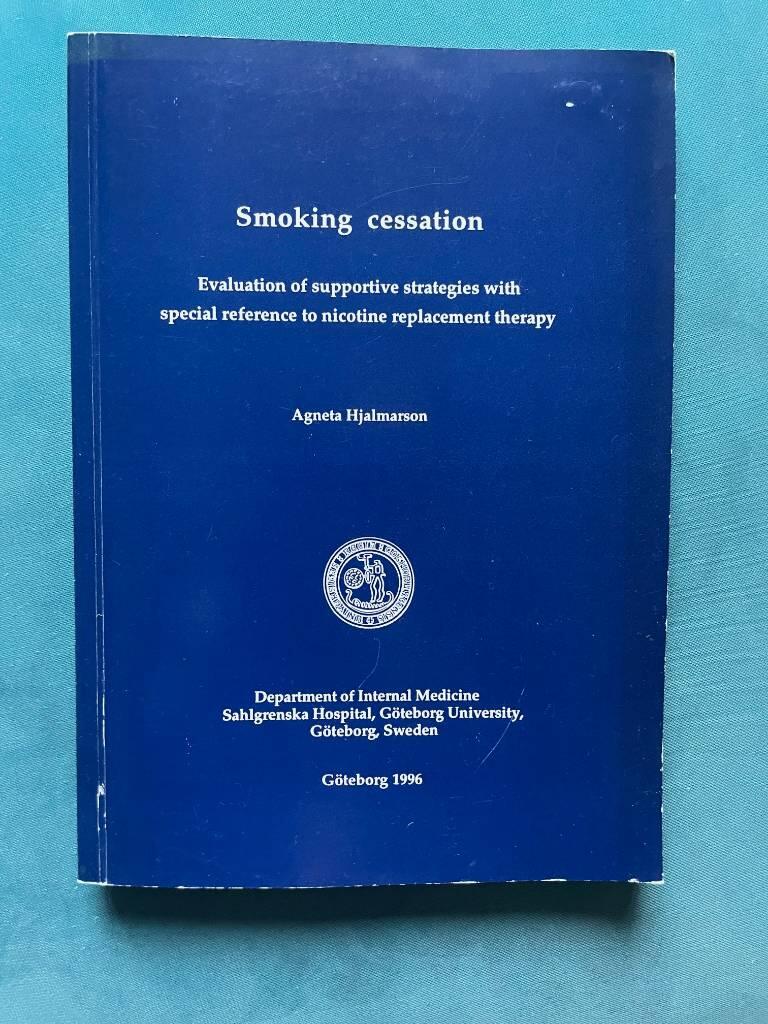 Smoking cessation
Evaluation of supportive strategies with
special reference to nicotine replacement therapy
Agneta Hjalmarson
Department of Internal Medicine
Sahlgrenska Hospital, Göteborg University,
Göteborg, Sweden
Göteborg 1996